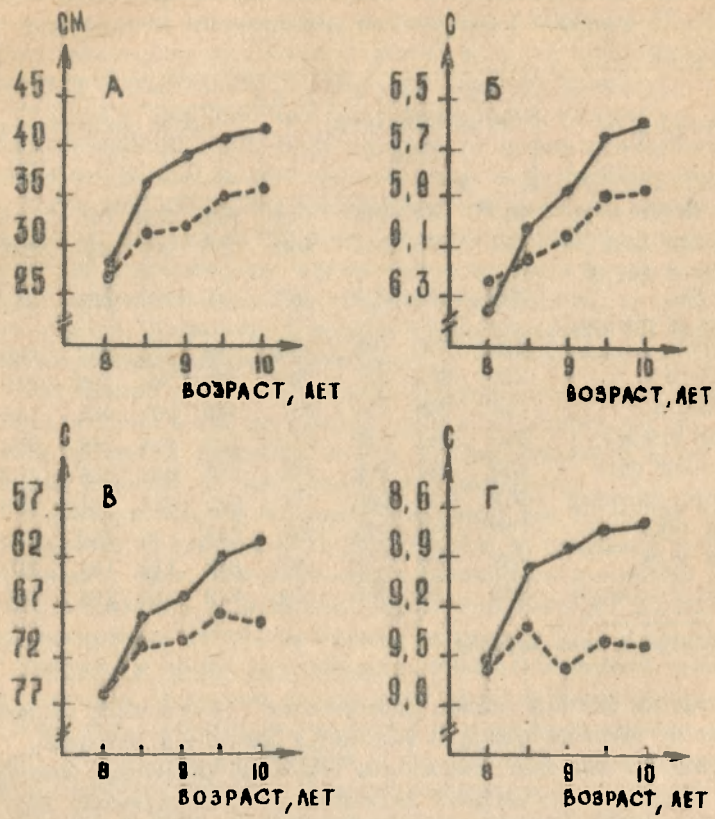 СМ
А
45
40
35
30
25
8 9 10
ВОЗРАСТ, ЛЕТ
С
Б
5,5
5,7
5,9
6,1
6,3
8 9 10
ВОЗРАСТ, ЛЕТ
С
В
57
62
67
72
77
8 9 10
ВОЗРАСТ, ЛЕТ
С
Г
8,6
8,9
9,2
9,5
9,8
8 9 10
ВОЗРАСТ, ЛЕТ